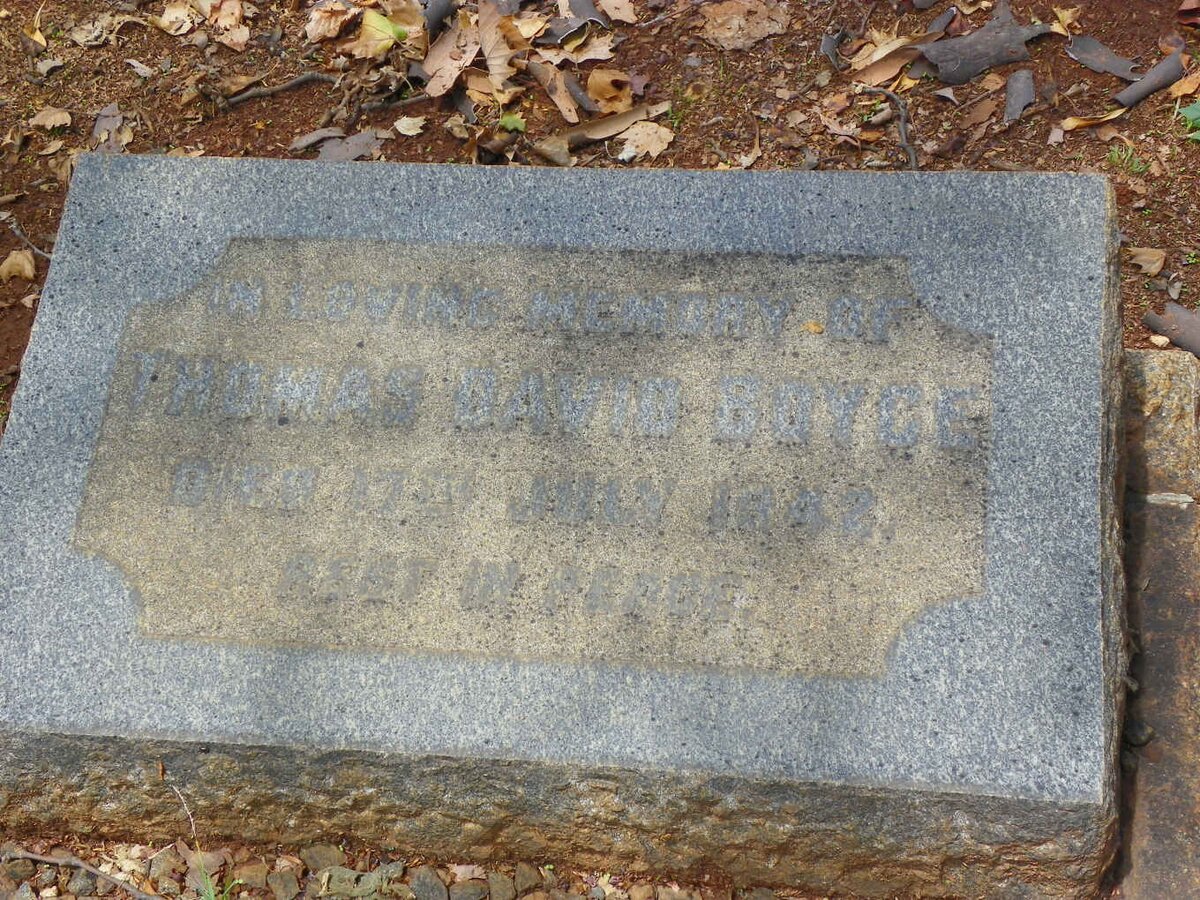 IN LOVING MEMORY OF
THOMAS DAVID BOYCE
DIED 17TH JULY 1942.
REST IN PEACE.